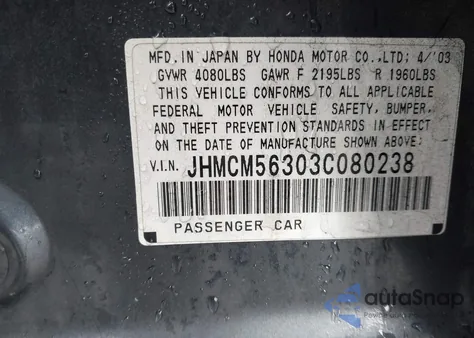 MFD. IN JAPAN BY HONDA MOTOR CO.,LTD: 4/'03
GVWR 4080LBS GAWR F 2195LBS R 1960LBS
THIS VEHICLE CONFORMS TO ALL APPLICABLE
FEDERAL MOTOR VEHICLE SAFETY, BUMPER,
AND THEFT PREVENTION STANDARDS IN EFFECT
ON THE DATE OF MANUFACTURE SHOWN ABOVE:
V.I.N. JHMCM56303C080238
PASSENGER CAR
autoSnap